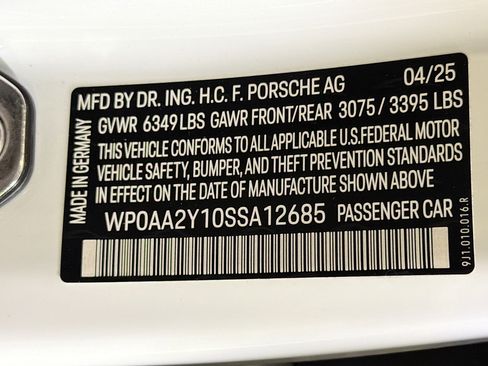 MFD BY DR. ING. H.C. F. PORSCHE AG 04/25
GVWR 6349 LBS GAWR FRONT/REAR 3075 / 3395 LBS
THIS VEHICLE CONFORMS TO ALL APPLICABLE U.S. FEDERAL MOTOR
VEHICLE SAFETY, BUMPER, AND THEFT PREVENTION STANDARDS
IN EFFECT ON THE DATE OF MANUFACTURE SHOWN ABOVE
WP0AA2Y10SSA12685 PASSENGER CAR
MADE IN GERMANY
9J1.010.016.R